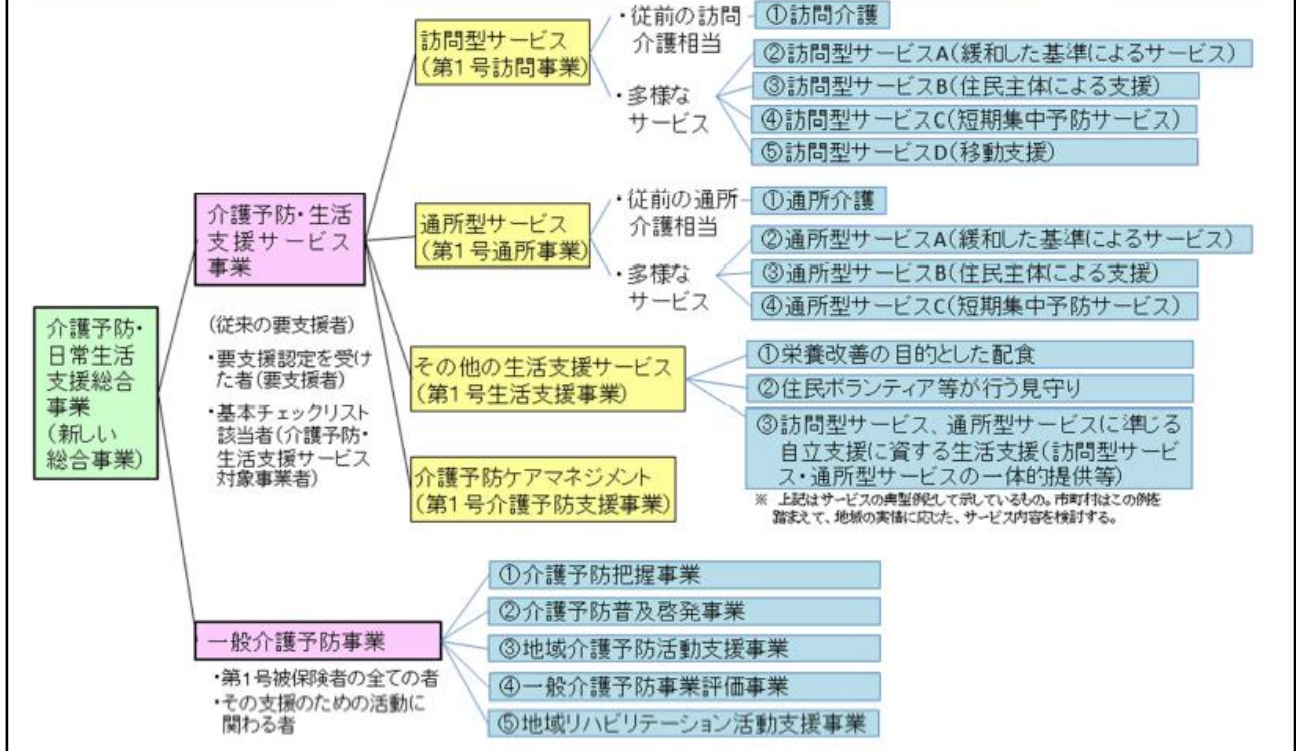 介護予防・
日常生活
支援総合
事業
(新しい
総合事業)
介護予防・生活
支援サービス
事業
(従来の要支援者)
・要支援認定を受け
た者(要支援者)
・基本チェックリスト
該当者(介護予防・
生活支援サービス
対象事業者)
訪問型サービス
(第1号訪問事業)
・従前の訪問
介護相当
①訪問介護
・多様な
サービス
②訪問型サービスA(緩和した基準によるサービス)
③訪問型サービスB(住民主体による支援)
④訪問型サービスC(短期集中予防サービス)
⑤訪問型サービスD(移動支援)
通所型サービス
(第1号通所事業)
・従前の通所
介護相当
①通所介護
・多様な
サービス
②通所型サービスA(緩和した基準によるサービス)
③通所型サービスB(住民主体による支援)
④通所型サービスC(短期集中予防サービス)
その他の生活支援サービス
(第1号生活支援事業)
①栄養改善の目的とした配食
②住民ボランティア等が行う見守り
③訪問型サービス、通所型サービスに準じる
自立支援に資する生活支援(訪問型サービ
ス・通所型サービスの一体的提供等)
※ 上記はサービスの典型例として示しているもの。市町村はこの例を
踏まえて、地域の実情に応じた、サービス内容を検討する。
介護予防ケアマネジメント
(第1号介護予防支援事業)
一般介護予防事業
・第1号被保険者の全ての者
・その支援のための活動に
関わる者
①介護予防把握事業
②介護予防普及啓発事業
③地域介護予防活動支援事業
④一般介護予防事業評価事業
⑤地域リハビリテーション活動支援事業